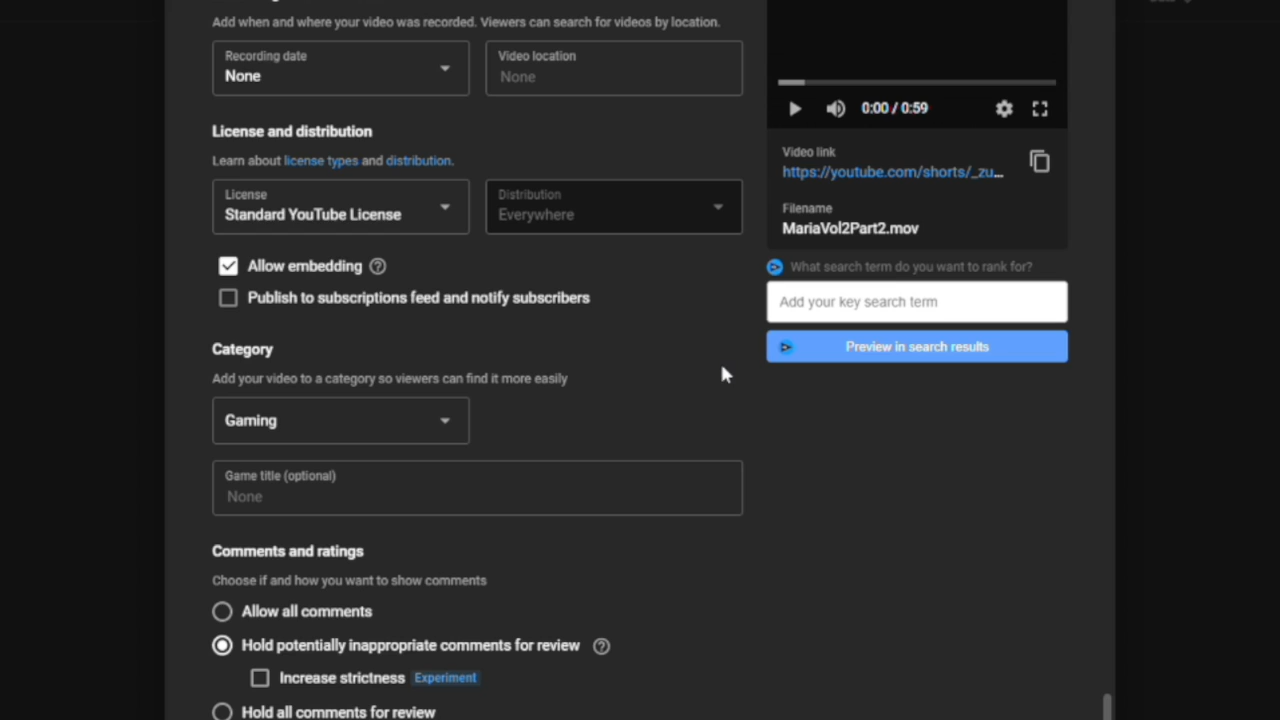 Add when and where your video was recorded. Viewers can search for videos by location.
Recording date
None
Video location
None
License and distribution
Learn about license types and distribution.
License
Standard YouTube License
Distribution
Everywhere
Allow embedding
Publish to subscriptions feed and notify subscribers
Category
Add your video to a category so viewers can find it more easily
Gaming
Game title (optional)
None
Comments and ratings
Choose if and how you want to show comments
Allow all comments
Hold potentially inappropriate comments for review
Increase strictness Experiment
Hold all comments for review
0:00 / 0:59
Video link
https://youtube.com/shorts/_zu...
Filename
MariaVol2Part2.mov
What search term do you want to rank for?
Add your key search term
Preview in search results